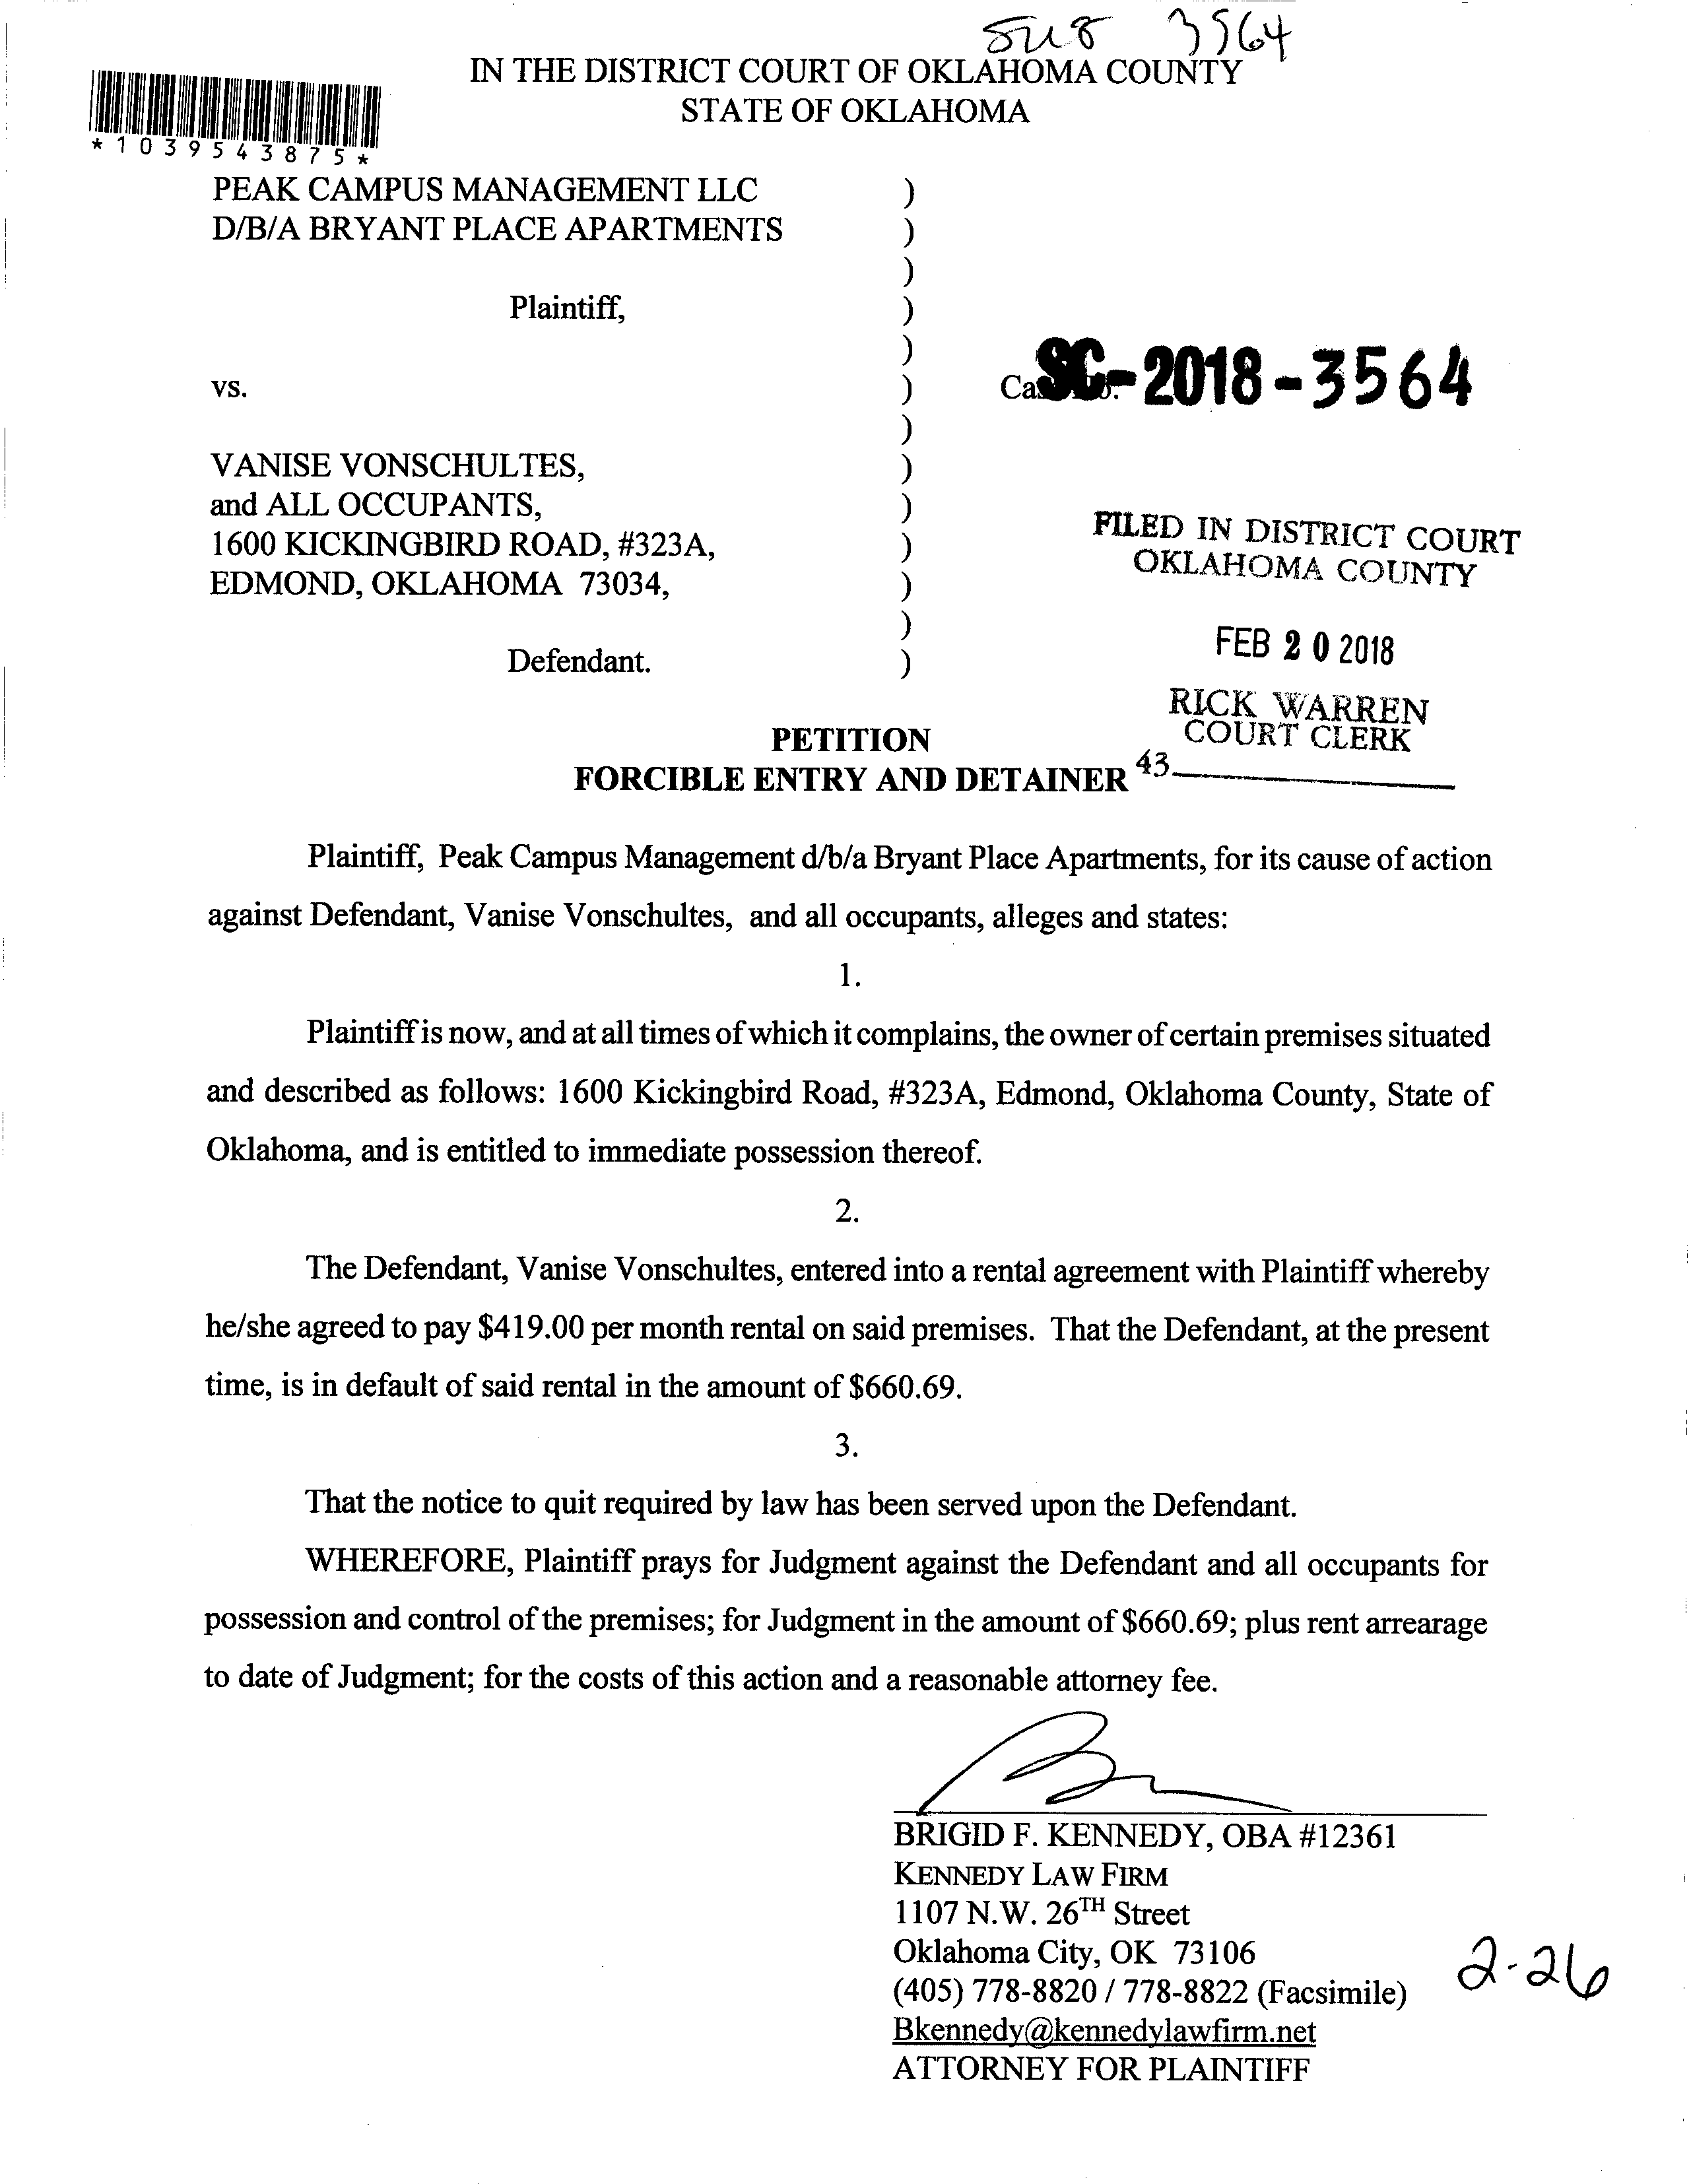 3564
IN THE DISTRICT COURT OF OKLAHOMA COUNTY
STATE OF OKLAHOMA
*1039543875*
PEAK CAMPUS MANAGEMENT LLC )
D/B/A BRYANT PLACE APARTMENTS )
)
Plaintiff, )
)
vs. ) SC-2018-3564
)
VANISE VONSCHULTES, )
and ALL OCCUPANTS, )
1600 KICKINGBIRD ROAD, #323A, )
EDMOND, OKLAHOMA 73034, )
)
Defendant. )
FILED IN DISTRICT COURT
OKLAHOMA COUNTY
FEB 20 2018
RICK WARREN
COURT CLERK
43
PETITION
FORCIBLE ENTRY AND DETAINER
Plaintiff, Peak Campus Management d/b/a Bryant Place Apartments, for its cause of action
against Defendant, Vanise Vonschultes, and all occupants, alleges and states:
1.
Plaintiff is now, and at all times of which it complains, the owner of certain premises situated
and described as follows: 1600 Kickingbird Road, #323A, Edmond, Oklahoma County, State of
Oklahoma, and is entitled to immediate possession thereof.
2.
The Defendant, Vanise Vonschultes, entered into a rental agreement with Plaintiff whereby
he/she agreed to pay $419.00 per month rental on said premises. That the Defendant, at the present
time, is in default of said rental in the amount of $660.69.
3.
That the notice to quit required by law has been served upon the Defendant.
WHEREFORE, Plaintiff prays for Judgment against the Defendant and all occupants for
possession and control of the premises; for Judgment in the amount of $660.69; plus rent arrearage
to date of Judgment; for the costs of this action and a reasonable attorney fee.
BRIGID F. KENNEDY, OBA #12361
KENNEDY LAW FIRM
1107 N.W. 26TH Street
Oklahoma City, OK 73106
(405) 778-8820 / 778-8822 (Facsimile)
Bkennedy@kennedylawfirm.net
ATTORNEY FOR PLAINTIFF
2-26